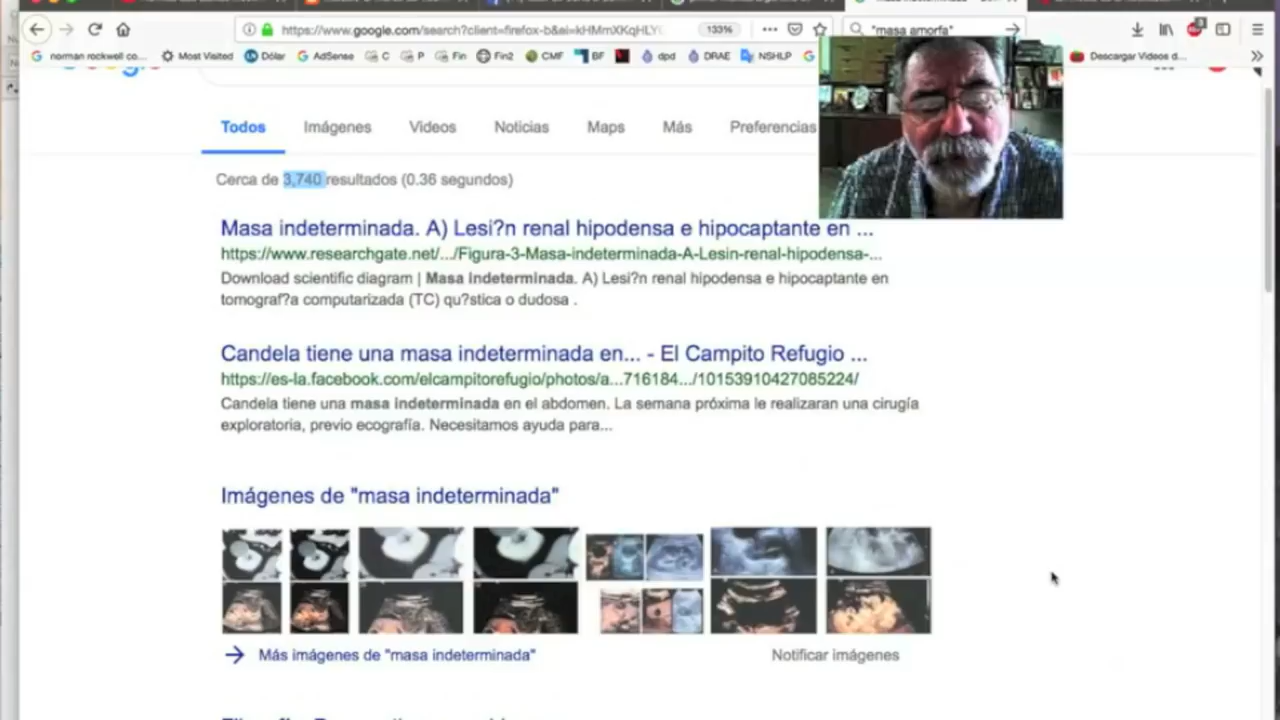 https://www.google.com/search?client=firefox-b&ei=kHMmXKqHLY
133%
"masa amorfa"
norman rockwell co...
Most Visited
Dólar
AdSense
C
P
Fin
Fin2
CMF
BF
dpd
DRAE
NSHLP
Descargar Videos d...
Todos
Imágenes
Videos
Noticias
Maps
Más
Preferencias
Cerca de 3,740 resultados (0.36 segundos)
Masa indeterminada. A) Lesi?n renal hipodensa e hipocaptante en ...
https://www.researchgate.net/.../Figura-3-Masa-indeterminada-A-Lesin-renal-hipodensa-...
Download scientific diagram | Masa indeterminada. A) Lesi?n renal hipodensa e hipocaptante en
tomograf?a computarizada (TC) qu?stica o dudosa .
Candela tiene una masa indeterminada en... - El Campito Refugio ...
https://es-la.facebook.com/elcampitorefugio/photos/a...716184.../10153910427085224/
Candela tiene una masa indeterminada en el abdomen. La semana próxima le realizaran una cirugía
exploratoria, previo ecografía. Necesitamos ayuda para...
Imágenes de "masa indeterminada"
Más imágenes de "masa indeterminada"
Notificar imágenes